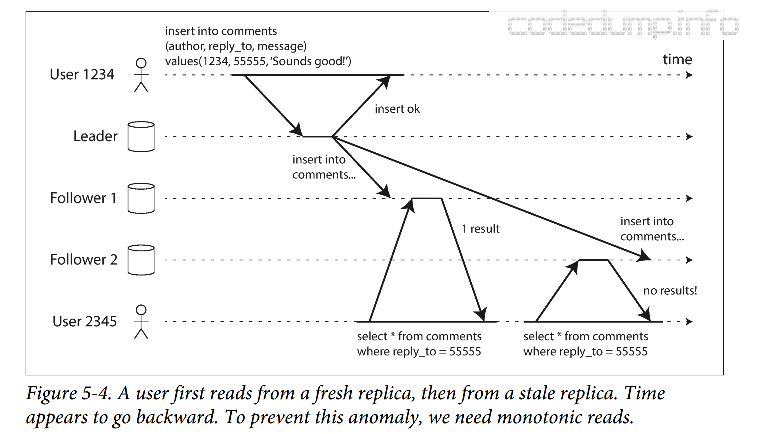 codedump.info
insert into comments
(author, reply_to, message)
values(1234, 55555, 'Sounds good!')
time
User 1234
insert ok
Leader
insert into
comments...
Follower 1
1 result
insert into
comments...
Follower 2
no results!
User 2345
select * from comments
where reply_to = 55555
select * from comments
where reply_to = 55555
Figure 5-4. A user first reads from a fresh replica, then from a stale replica. Time
appears to go backward. To prevent this anomaly, we need monotonic reads.